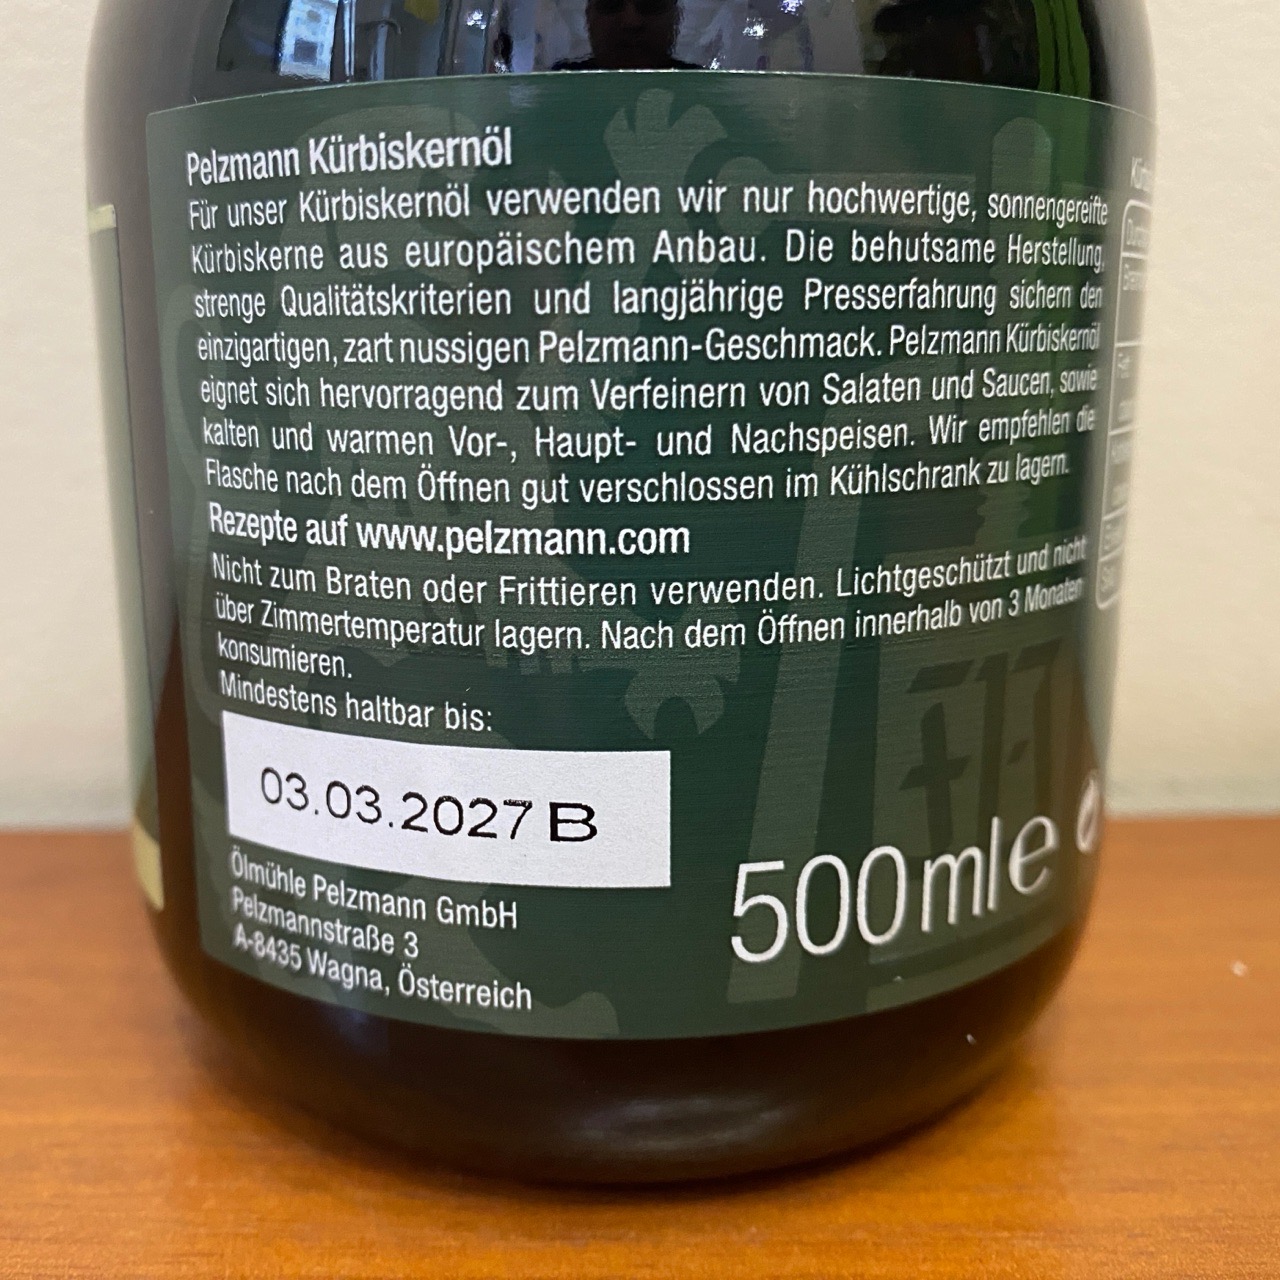 Pelzmann Kürbiskernöl
Für unser Kürbiskernöl verwenden wir nur hochwertige, sonnengereifte
Kürbiskerne aus europäischem Anbau. Die behutsame Herstellung,
strenge Qualitätskriterien und langjährige Presserfahrung sichern den
einzigartigen, zart nussigen Pelzmann-Geschmack. Pelzmann Kürbiskernöl
eignet sich hervorragend zum Verfeinern von Salaten und Saucen, sowie
kalten und warmen Vor-, Haupt- und Nachspeisen. Wir empfehlen die
Flasche nach dem Öffnen gut verschlossen im Kühlschrank zu lagern.
Rezepte auf www.pelzmann.com
Nicht zum Braten oder Frittieren verwenden. Lichtgeschützt und nicht
über Zimmertemperatur lagern. Nach dem Öffnen innerhalb von 3 Monaten
konsumieren.
Mindestens haltbar bis:
03.03.2027 B
Ölmühle Pelzmann GmbH
Pelzmannstraße 3
A-8435 Wagna, Österreich
500 ml e